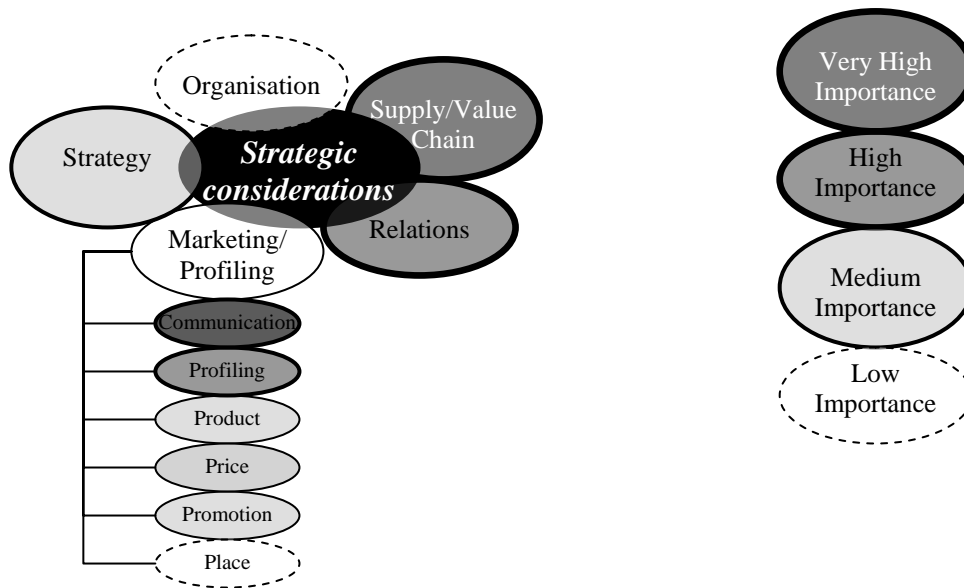 Organisation
Supply/Value
Chain
Strategy
Strategic
considerations
Relations
Marketing/
Profiling
Communication
Profiling
Product
Price
Promotion
Place
Very High
Importance
High
Importance
Medium
Importance
Low
Importance